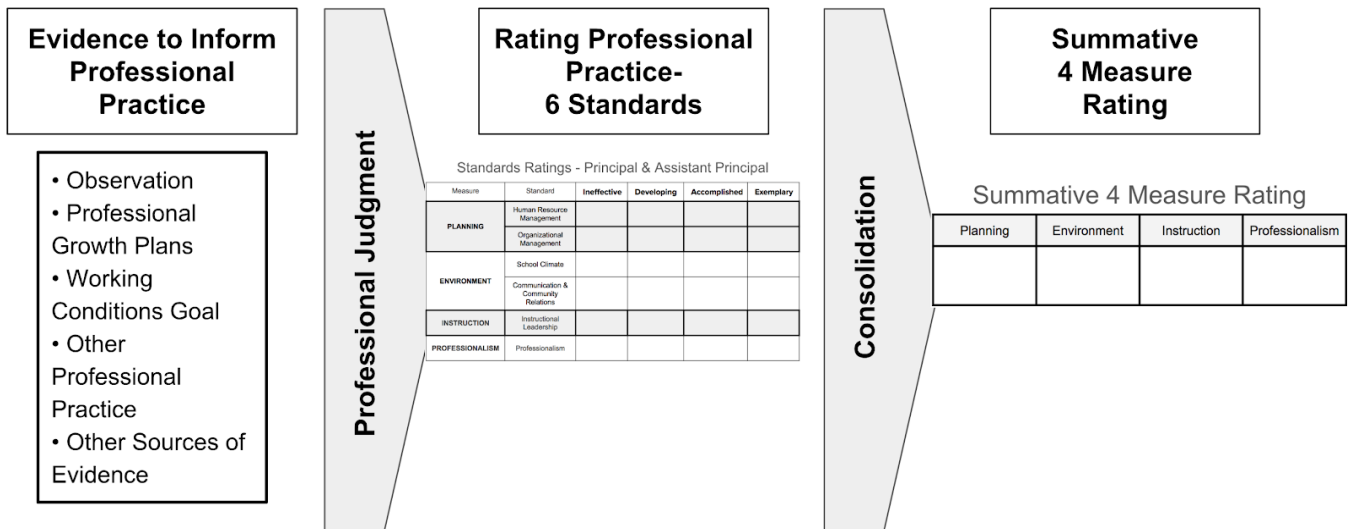 Evidence to Inform
Professional
Practice
• Observation
• Professional
Growth Plans
• Working
Conditions Goal
• Other
Professional
Practice
• Other Sources of
Evidence
Professional Judgment
Rating Professional
Practice-
6 Standards
Standards Ratings - Principal & Assistant Principal
Measure Standard Ineffective Developing Accomplished Exemplary
PLANNING
Human Resource
Management
Organizational
Management
ENVIRONMENT
School Climate
Communication &
Community
Relations
INSTRUCTION
Instructional
Leadership
PROFESSIONALISM Professionalism
Consolidation
Summative
4 Measure
Rating
Summative 4 Measure Rating
Planning Environment Instruction Professionalism